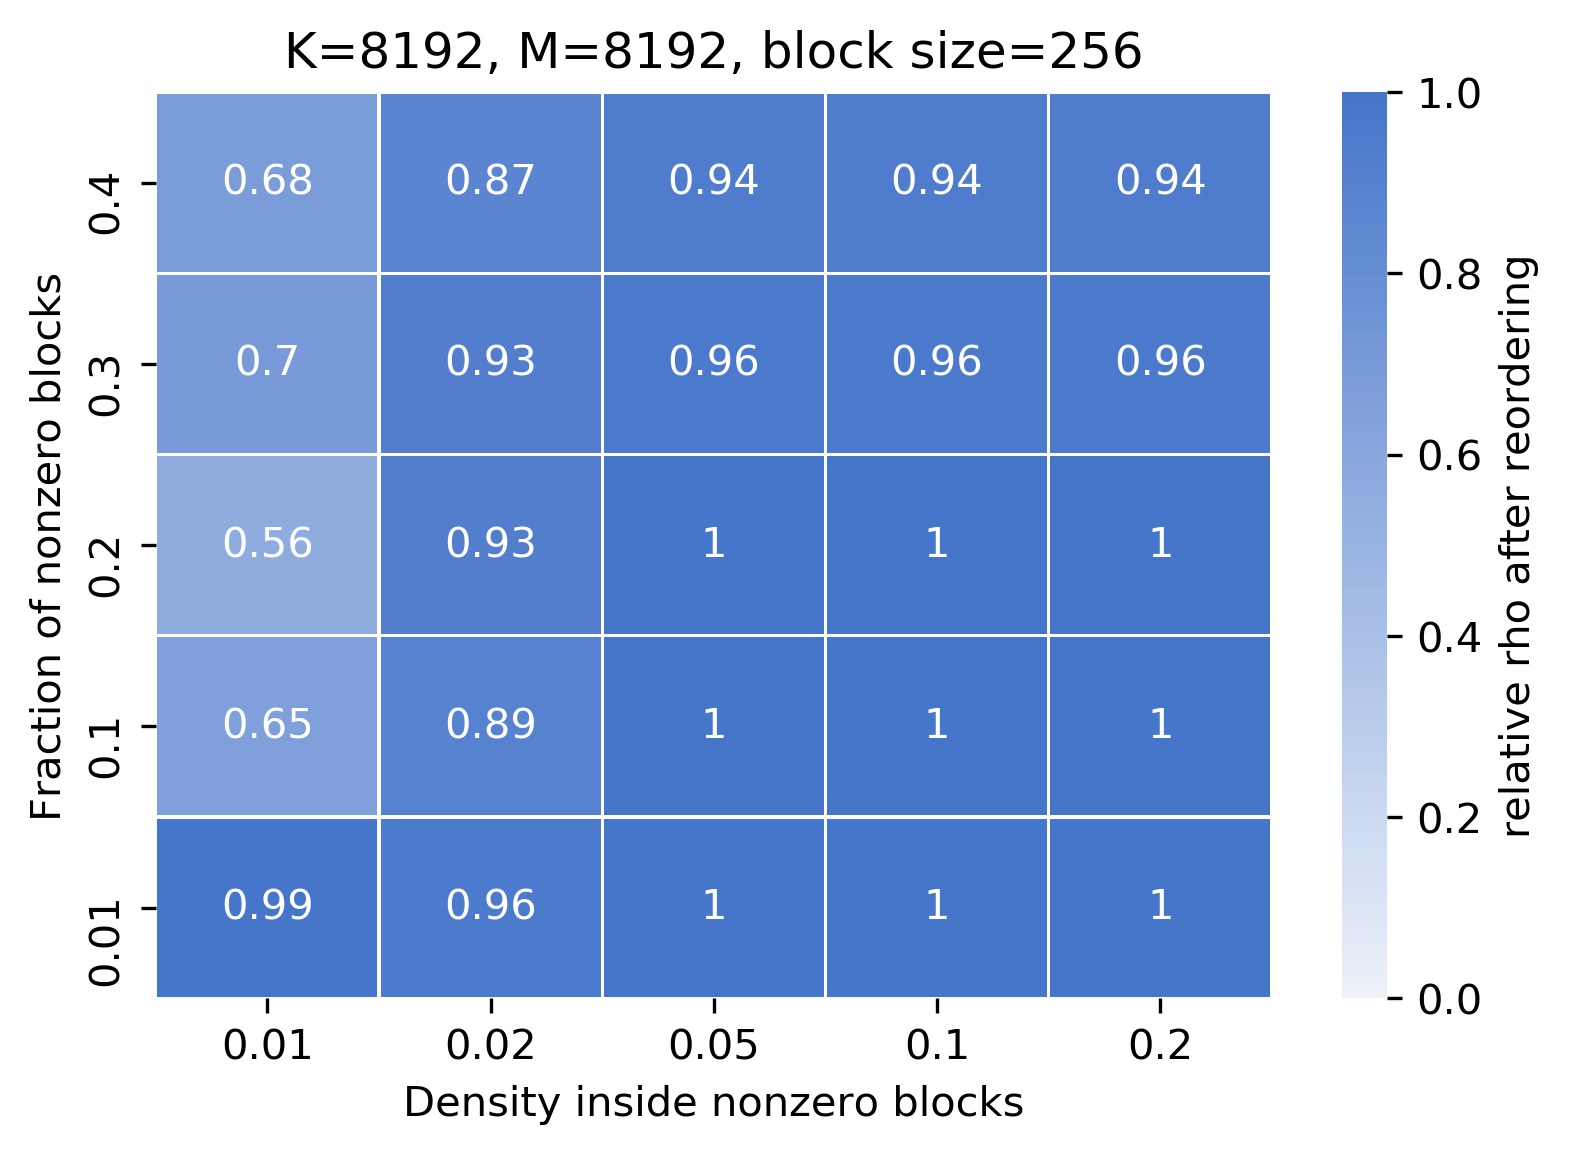 K=8192, M=8192, block size=256
Fraction of nonzero blocks
0.4
0.68 0.87 0.94 0.94 0.94
0.3
0.7 0.93 0.96 0.96 0.96
0.2
0.56 0.93 1 1 1
0.1
0.65 0.89 1 1 1
0.01
0.99 0.96 1 1 1
0.01 0.02 0.05 0.1 0.2
Density inside nonzero blocks
1.0
0.8
0.6
0.4
0.2
0.0
relative rho after reordering